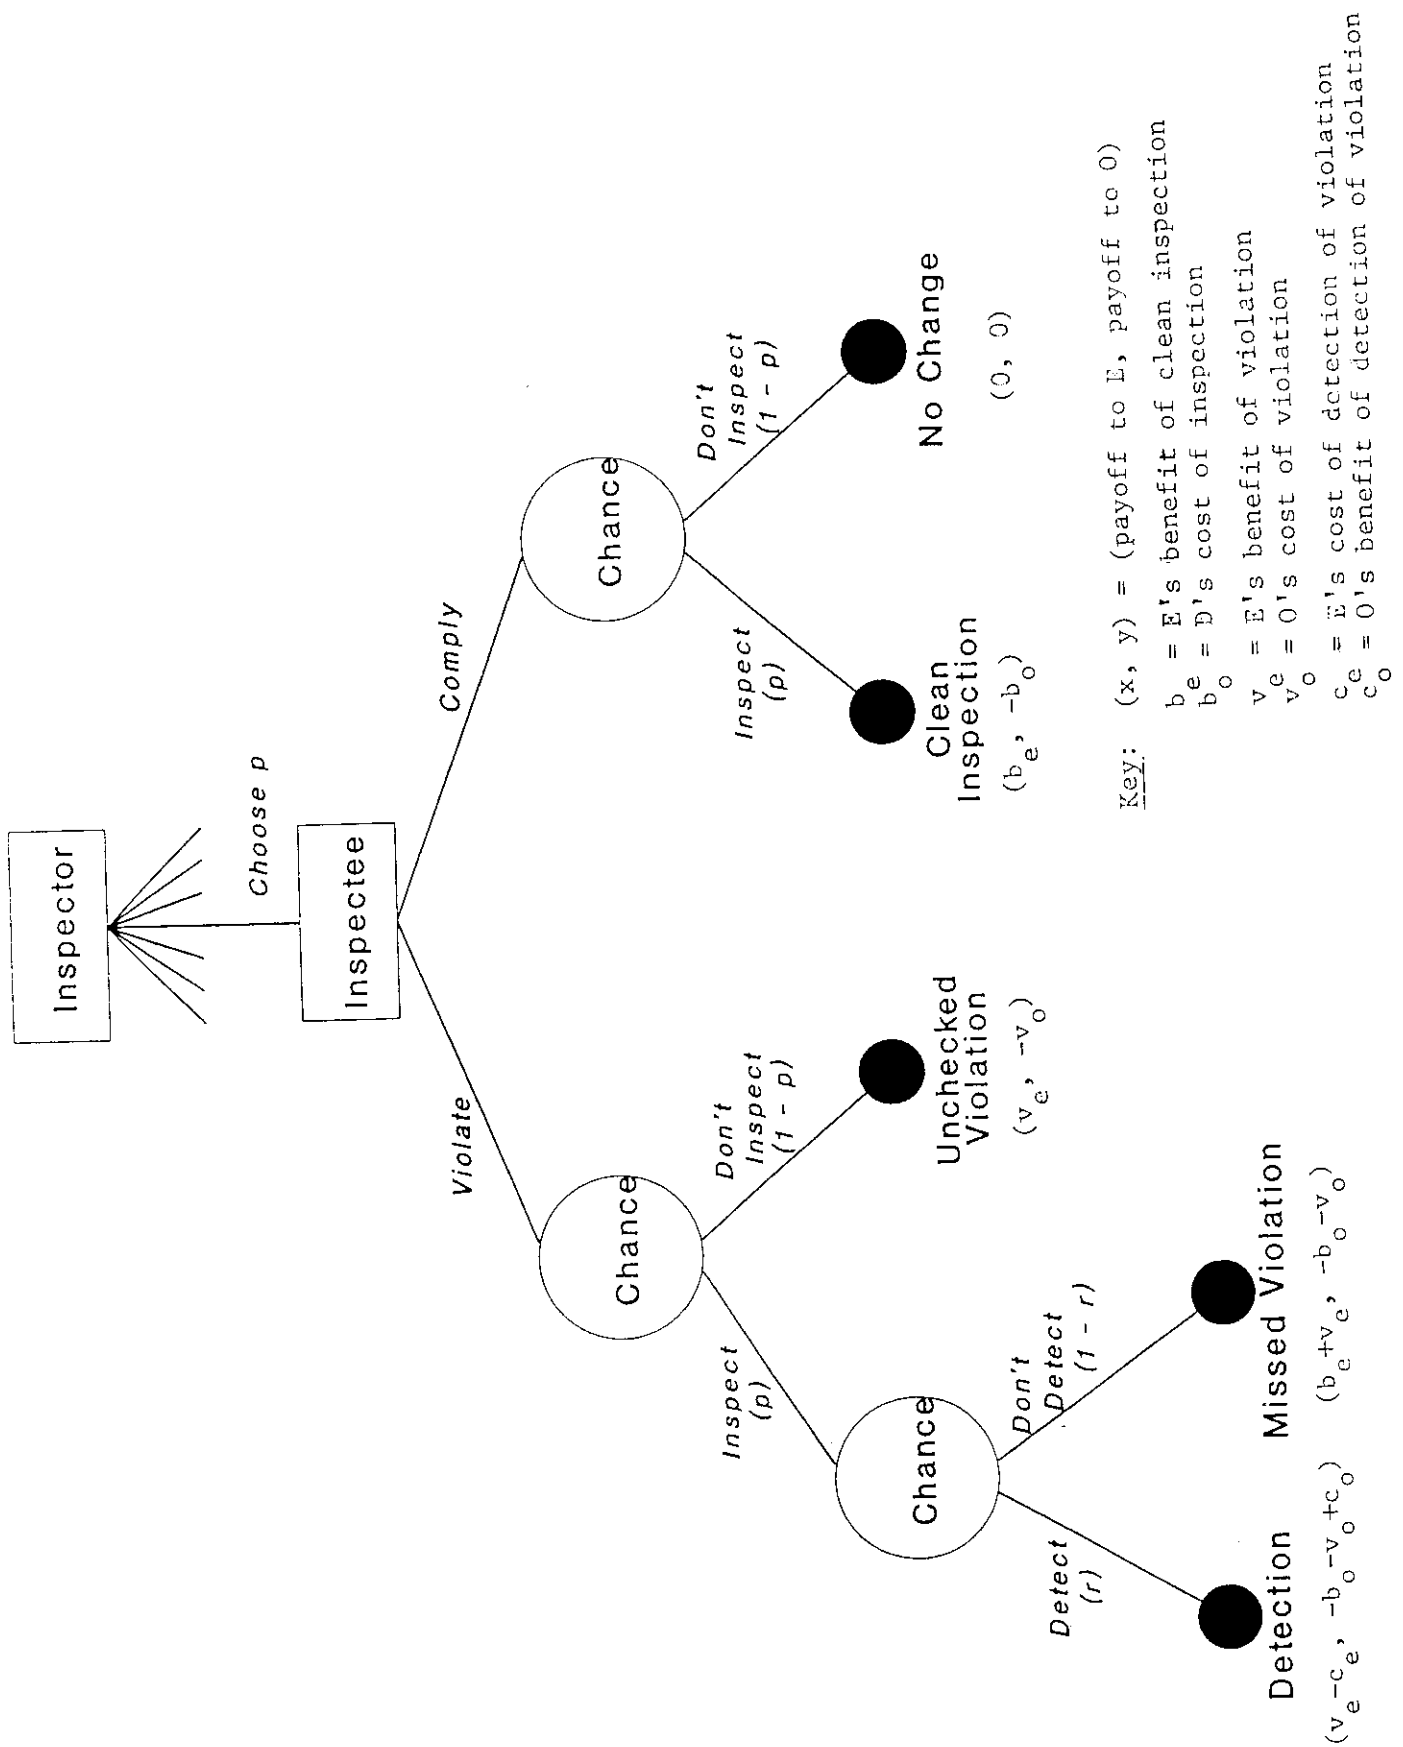 Inspector
Choose p
Inspectee
Violate
Comply
Chance
Chance
Inspect
(p)
Don't
Inspect
(1 - p)
Inspect
(p)
Don't
Inspect
(1 - p)
Chance
Unchecked
Violation
(v_e, -v_o)
Clean
Inspection
(b_e, -b_o)
No Change
(0, 0)
Detect
(r)
Don't
Detect
(1 - r)
Detection
(v_e-c_e, -b_o-v_o+c_o)
Missed Violation
(b_e+v_e, -b_o-v_o)
Key: (x, y) = (payoff to E, payoff to O)
b_e = E's benefit of clean inspection
b_o = D's cost of inspection
v_e = E's benefit of violation
v_o = O's cost of violation
c_e = E's cost of detection of violation
c_o = O's benefit of detection of violation